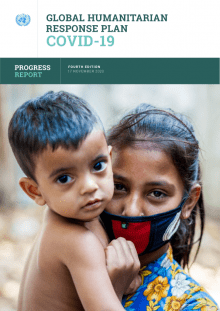 GLOBAL HUMANITARIAN
RESPONSE PLAN
COVID-19
PROGRESS
REPORT
FOURTH EDITION
17 NOVEMBER 2020